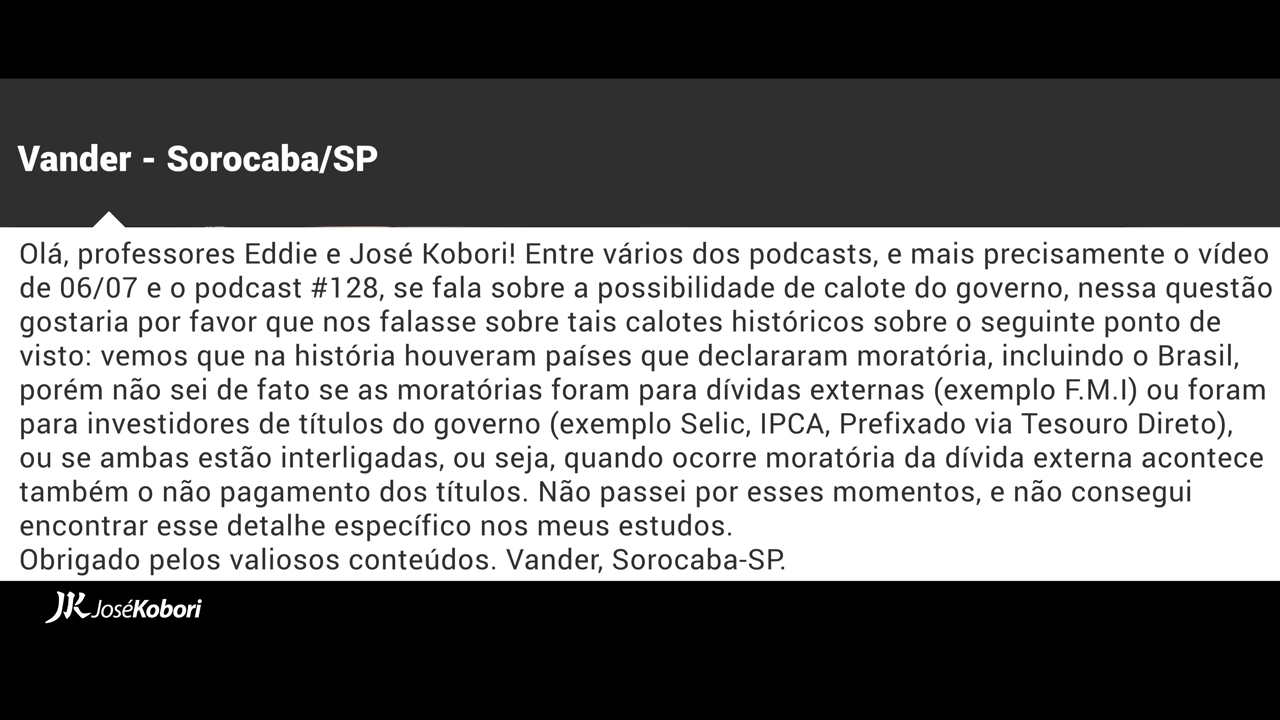 Vander - Sorocaba/SP
Olá, professores Eddie e José Kobori! Entre vários dos podcasts, e mais precisamente o vídeo
de 06/07 e o podcast #128, se fala sobre a possibilidade de calote do governo, nessa questão
gostaria por favor que nos falasse sobre tais calotes históricos sobre o seguinte ponto de
visto: vemos que na história houveram países que declararam moratória, incluindo o Brasil,
porém não sei de fato se as moratórias foram para dívidas externas (exemplo F.M.I) ou foram
para investidores de títulos do governo (exemplo Selic, IPCA, Prefixado via Tesouro Direto),
ou se ambas estão interligadas, ou seja, quando ocorre moratória da dívida externa acontece
também o não pagamento dos títulos. Não passei por esses momentos, e não consegui
encontrar esse detalhe específico nos meus estudos.
Obrigado pelos valiosos conteúdos. Vander, Sorocaba-SP.
JK JoséKobori